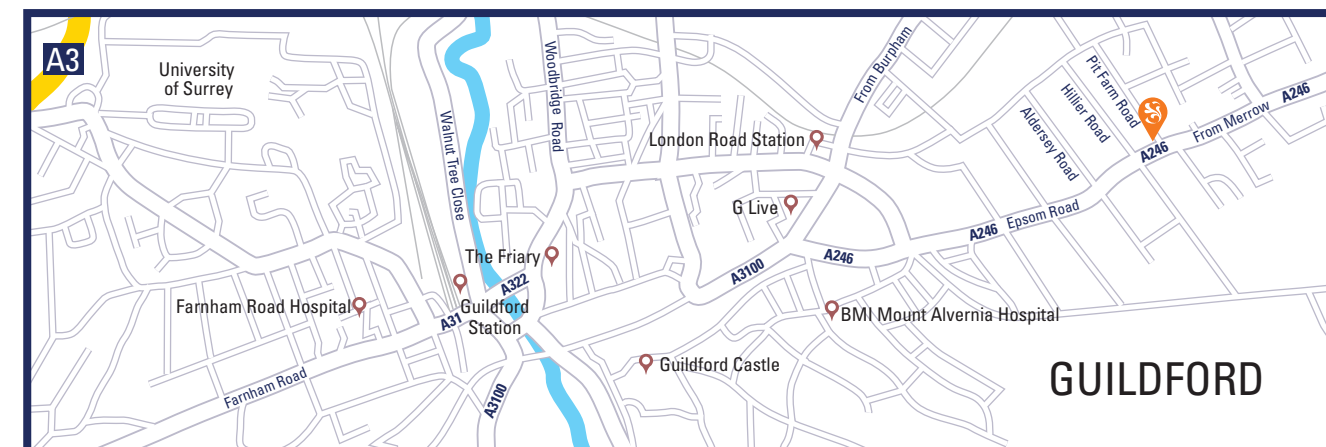 A3
University
of Surrey
Walnut Tree Close
Woodbridge Road
From Burpham
London Road Station
G Live
The Friary
A322
Guildford
Station
A31
Farnham Road Hospital
Farnham Road
A3100
A3100
A246
BMI Mount Alvernia Hospital
Guildford Castle
A246
Epsom Road
Aldersey Road
Hillier Road
Pit Farm Road
A246
From Merrow
A246
GUILDFORD